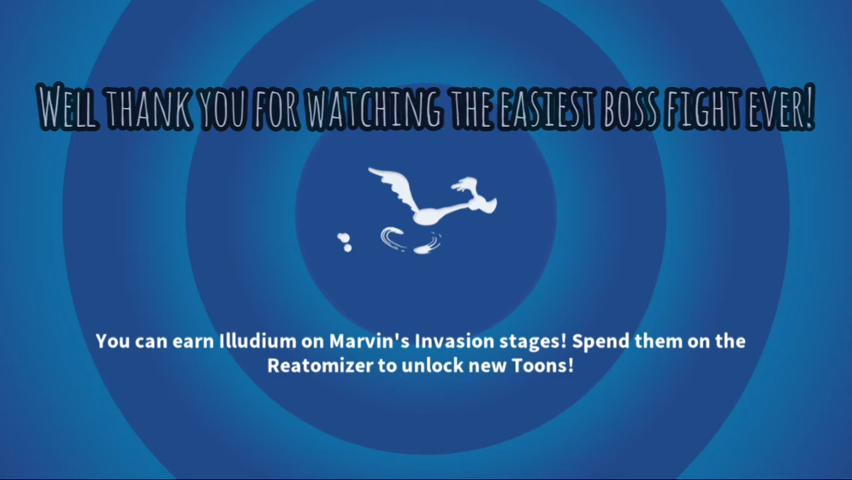 Well thank you for watching the easiest boss fight ever!
You can earn Illudium on Marvin's Invasion stages! Spend them on the
Reatomizer to unlock new Toons!